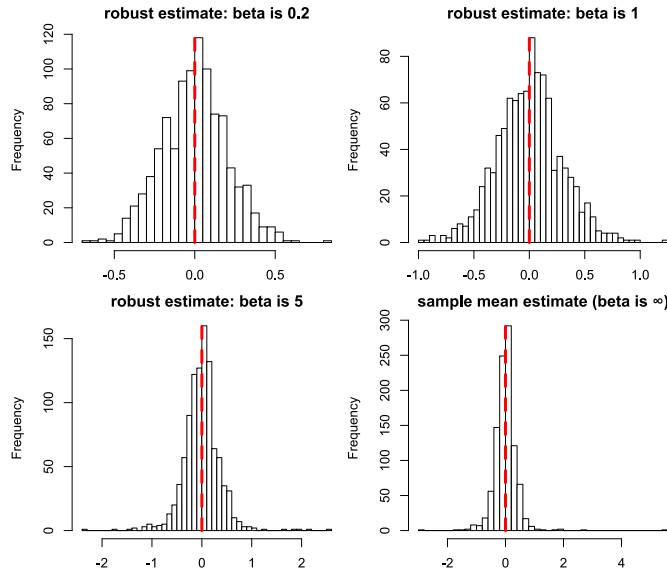 robust estimate: beta is 0.2
Frequency
0 20 40 60 80 100 120
-0.5 0.0 0.5
robust estimate: beta is 1
Frequency
0 20 40 60 80
-1.0 -0.5 0.0 0.5 1.0
robust estimate: beta is 5
Frequency
0 50 100 150
-2 -1 0 1 2
sample mean estimate (beta is ∞)
Frequency
0 50 100 150 200 250 300
-2 0 2 4